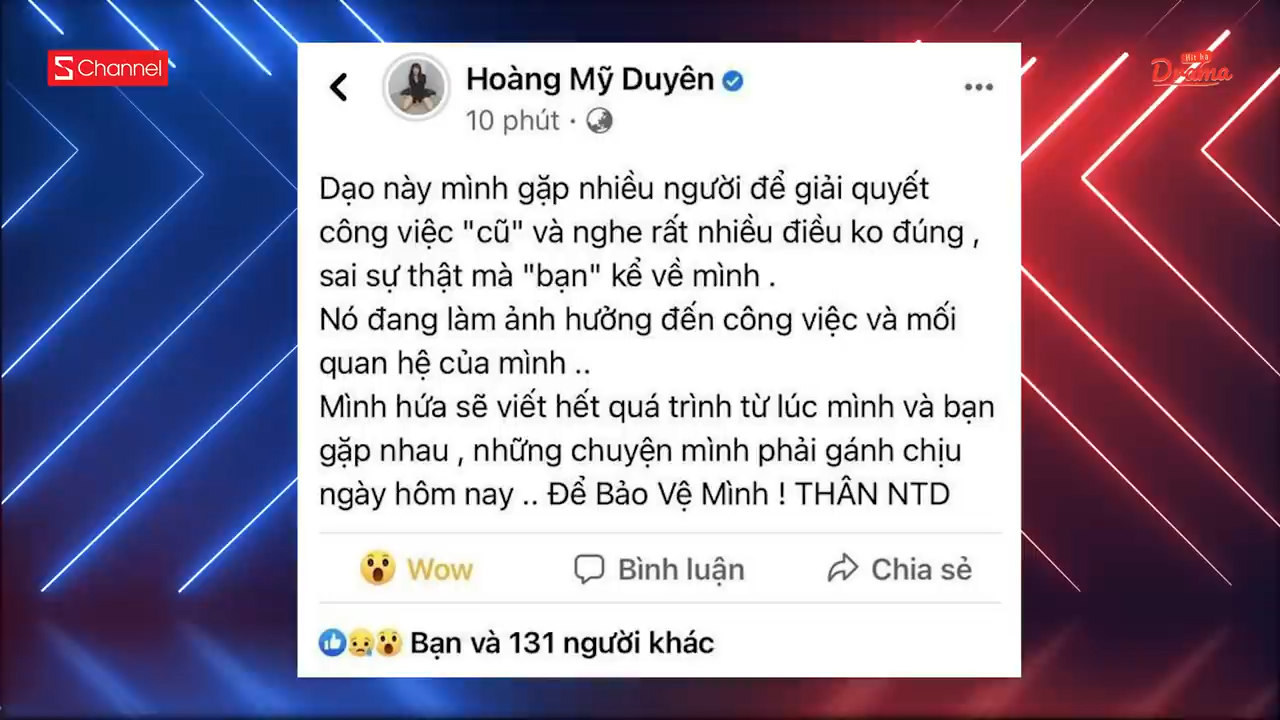 S Channel
Hít hà
Drama
Hoàng Mỹ Duyên
10 phút ·
Dạo này mình gặp nhiều người để giải quyết
công việc "cũ" và nghe rất nhiều điều ko đúng ,
sai sự thật mà "bạn" kể về mình .
Nó đang làm ảnh hưởng đến công việc và mối
quan hệ của mình ..
Mình hứa sẽ viết hết quá trình từ lúc mình và bạn
gặp nhau , những chuyện mình phải gánh chịu
ngày hôm nay .. Để Bảo Vệ Mình ! THÂN NTD
Wow
Bình luận
Chia sẻ
Bạn và 131 người khác